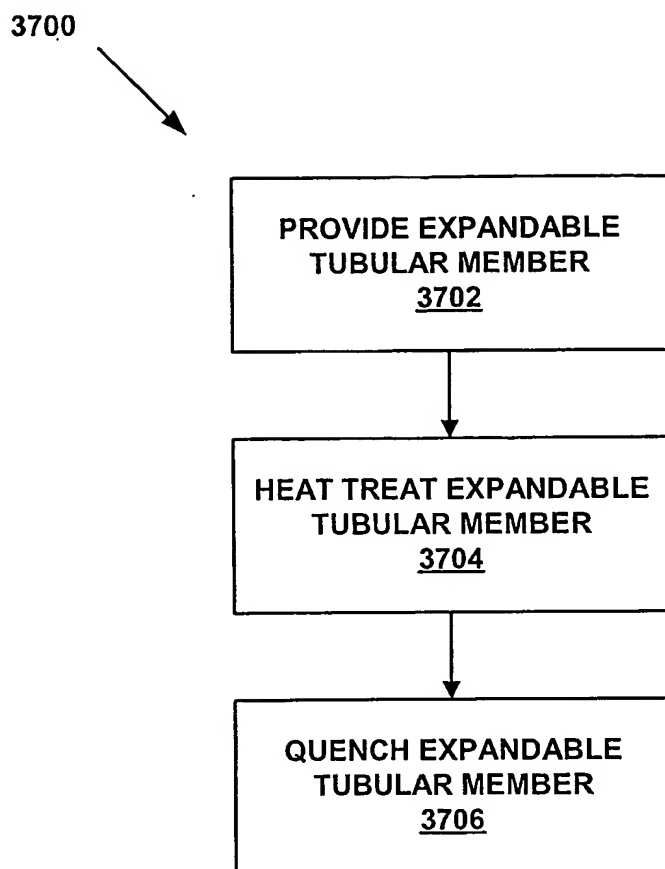 3700
PROVIDE EXPANDABLE
TUBULAR MEMBER
3702
HEAT TREAT EXPANDABLE
TUBULAR MEMBER
3704
QUENCH EXPANDABLE
TUBULAR MEMBER
3706